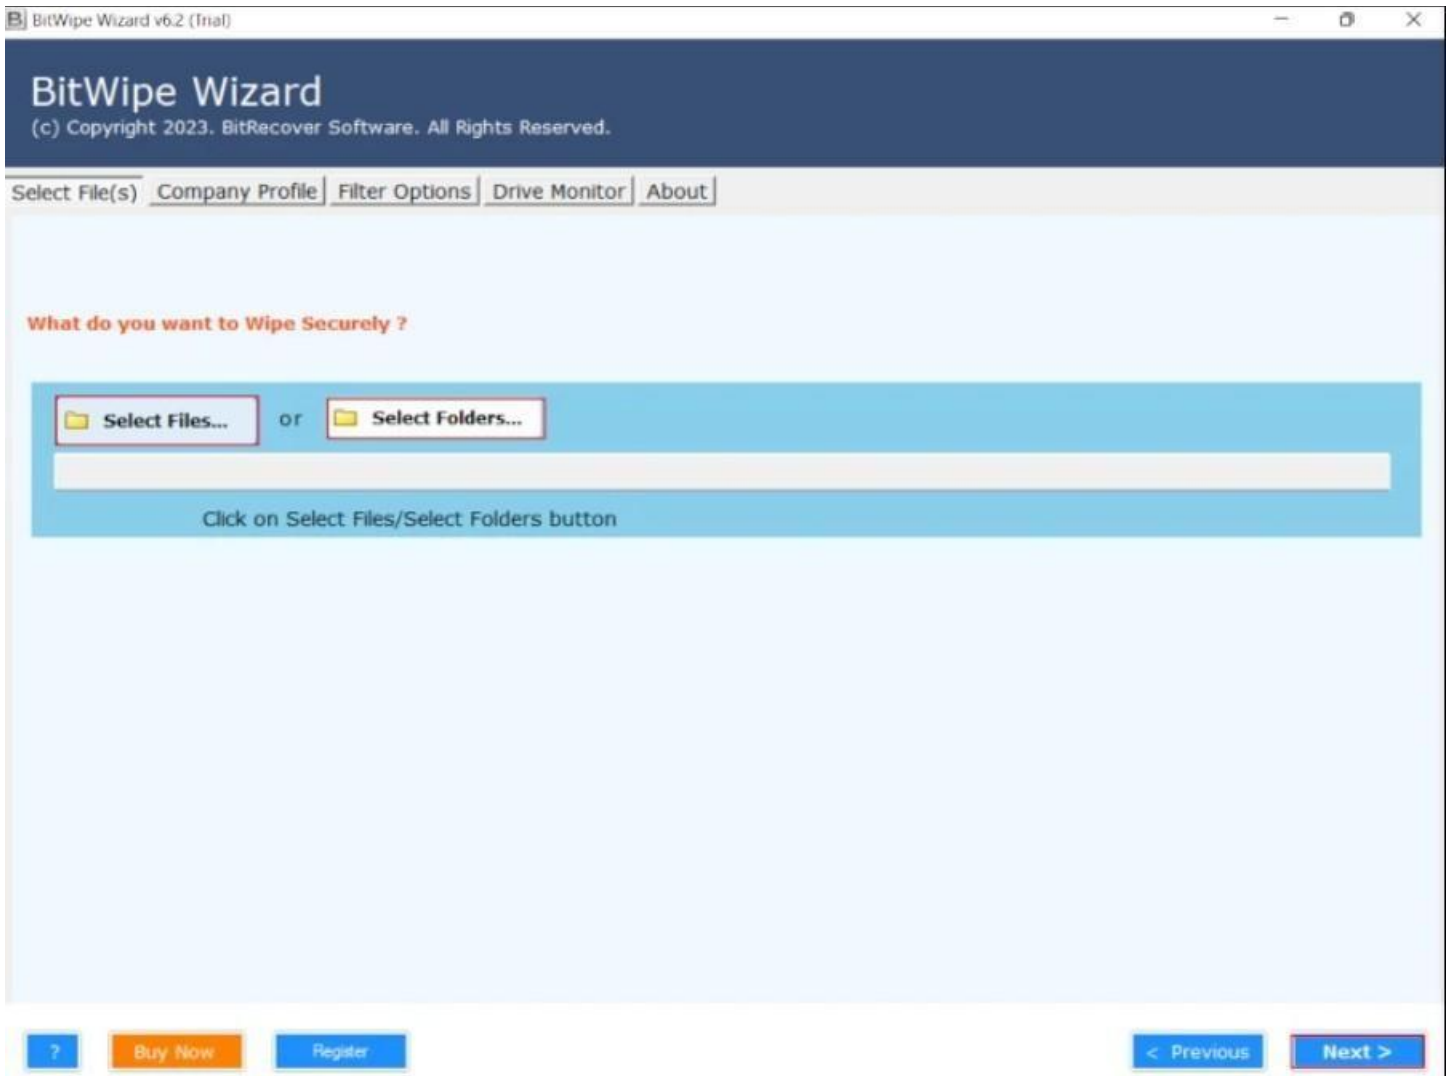 BitWipe Wizard v6.2 (Trial)
BitWipe Wizard
(c) Copyright 2023. BitRecover Software. All Rights Reserved.
Select File(s) Company Profile Filter Options Drive Monitor About
What do you want to Wipe Securely ?
Select Files... or Select Folders...
Click on Select Files/Select Folders button
? Buy Now Register < Previous Next >